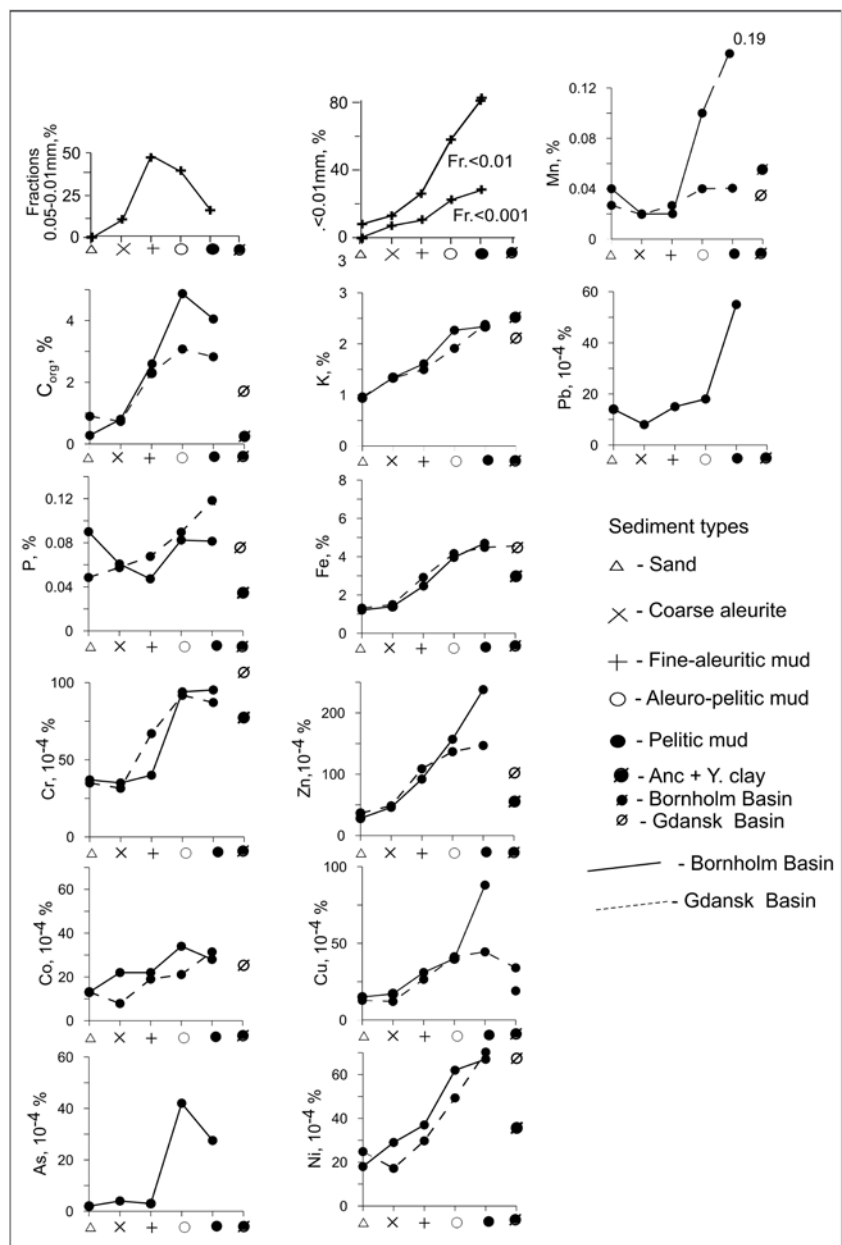 Fractions
0.05-0.01mm,%
50
25
0
.<0.01mm, %
80
40
0
3
Fr.<0.01
Fr.<0.001
Mn, %
0.12
0.08
0.04
0
0.19
Corg, %
4
2
0
K, %
3
2
1
0
Pb, 10-4 %
60
40
20
0
P, %
0.12
0.08
0.04
0
Fe, %
8
6
4
2
0
Sediment types
- Sand
- Coarse aleurite
- Fine-aleuritic mud
- Aleuro-pelitic mud
- Pelitic mud
- Anc + Y. clay
- Bornholm Basin
- Gdansk Basin
- Bornholm Basin
- Gdansk Basin
Cr, 10-4 %
100
50
0
Zn,10-4 %
200
100
0
Co, 10-4 %
60
40
20
0
Cu, 10-4 %
100
50
0
As, 10-4 %
60
40
20
0
Ni, 10-4 %
60
40
20
0